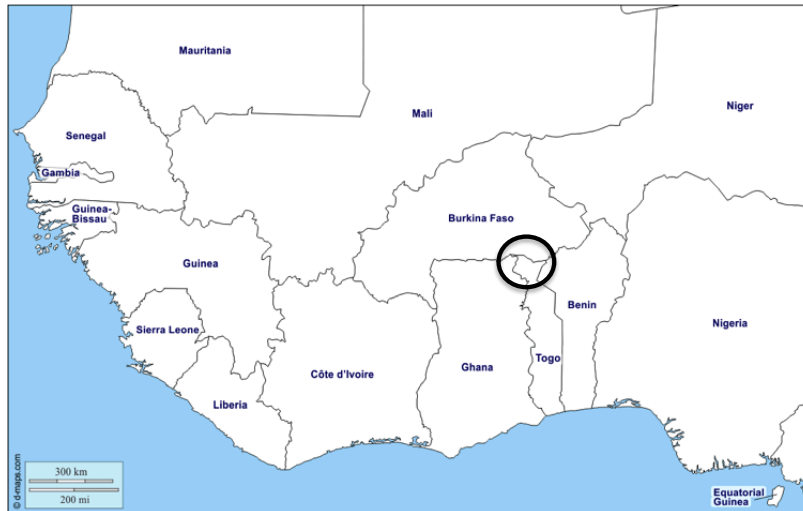 Mauritania
Mali
Niger
Senegal
Gambia
Guinea-
Bissau
Burkina Faso
Guinea
Benin
Nigeria
Sierra Leone
Côte d'Ivoire
Ghana
Togo
Liberia
300 km
200 mi
© d-maps.com
Equatorial
Guinea